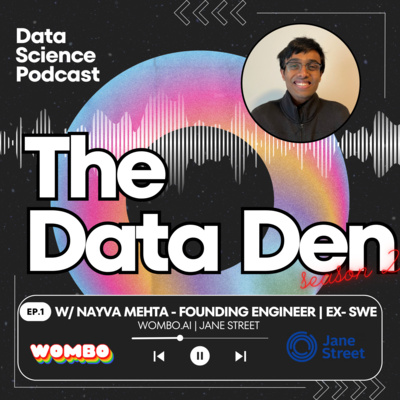 Data
Science
Podcast
The
Data Den
season 2
EP.1 W/ NAYVA MEHTA - FOUNDING ENGINEER | EX- SWE
WOMBO.AI | JANE STREET
WOMBO
Jane
Street